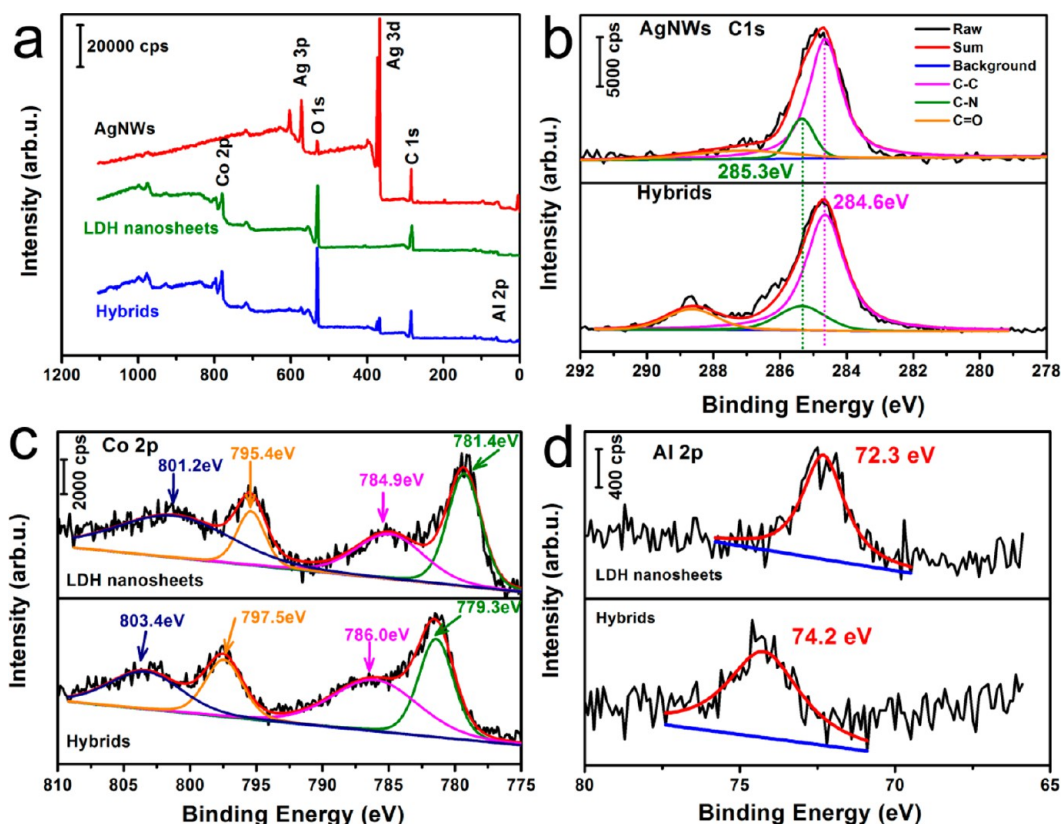 a
20000 cps
AgNWs
Co 2p
Ag 3p
O 1s
Ag 3d
C 1s
LDH nanosheets
Hybrids
Al 2p
Intensity (arb.u.)
1200 1000 800 600 400 200 0
Binding Energy (eV)
b
AgNWs C1s
5000 cps
Raw
Sum
Background
C-C
C-N
C=O
285.3eV
Hybrids
284.6eV
Intensity (arb.u.)
292 290 288 286 284 282 280 278
Binding Energy (eV)
c
Co 2p
2000 cps
801.2eV
795.4eV
784.9eV
781.4eV
LDH nanosheets
803.4eV
797.5eV
786.0eV
779.3eV
Hybrids
Intensity (arb.u.)
810 805 800 795 790 785 780 775
Binding Energy (eV)
d
400 cps
Al 2p
72.3 eV
LDH nanosheets
Hybrids
74.2 eV
Intensity (arb.u.)
80 75 70 65
Binding Energy (eV)